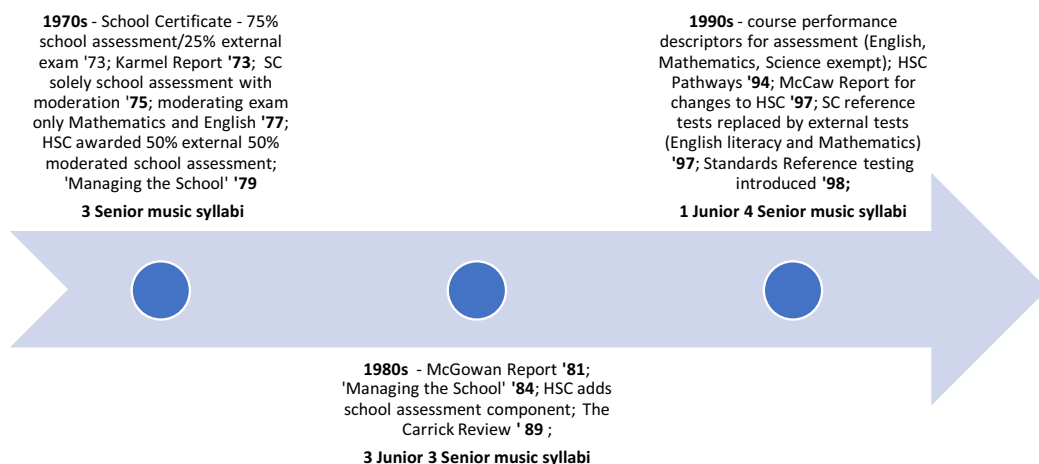 1970s - School Certificate - 75%
school assessment/25% external
exam '73; Karmel Report '73; SC
solely school assessment with
moderation '75; moderating exam
only Mathematics and English '77;
HSC awarded 50% external 50%
moderated school assessment;
'Managing the School' '79
3 Senior music syllabi
1980s - McGowan Report '81;
'Managing the School' '84; HSC adds
school assessment component; The
Carrick Review ' 89 ;
3 Junior 3 Senior music syllabi
1990s - course performance
descriptors for assessment (English,
Mathematics, Science exempt); HSC
Pathways '94; McCaw Report for
changes to HSC '97; SC reference
tests replaced by external tests
(English literacy and Mathematics)
'97; Standards Reference testing
introduced '98;
1 Junior 4 Senior music syllabi